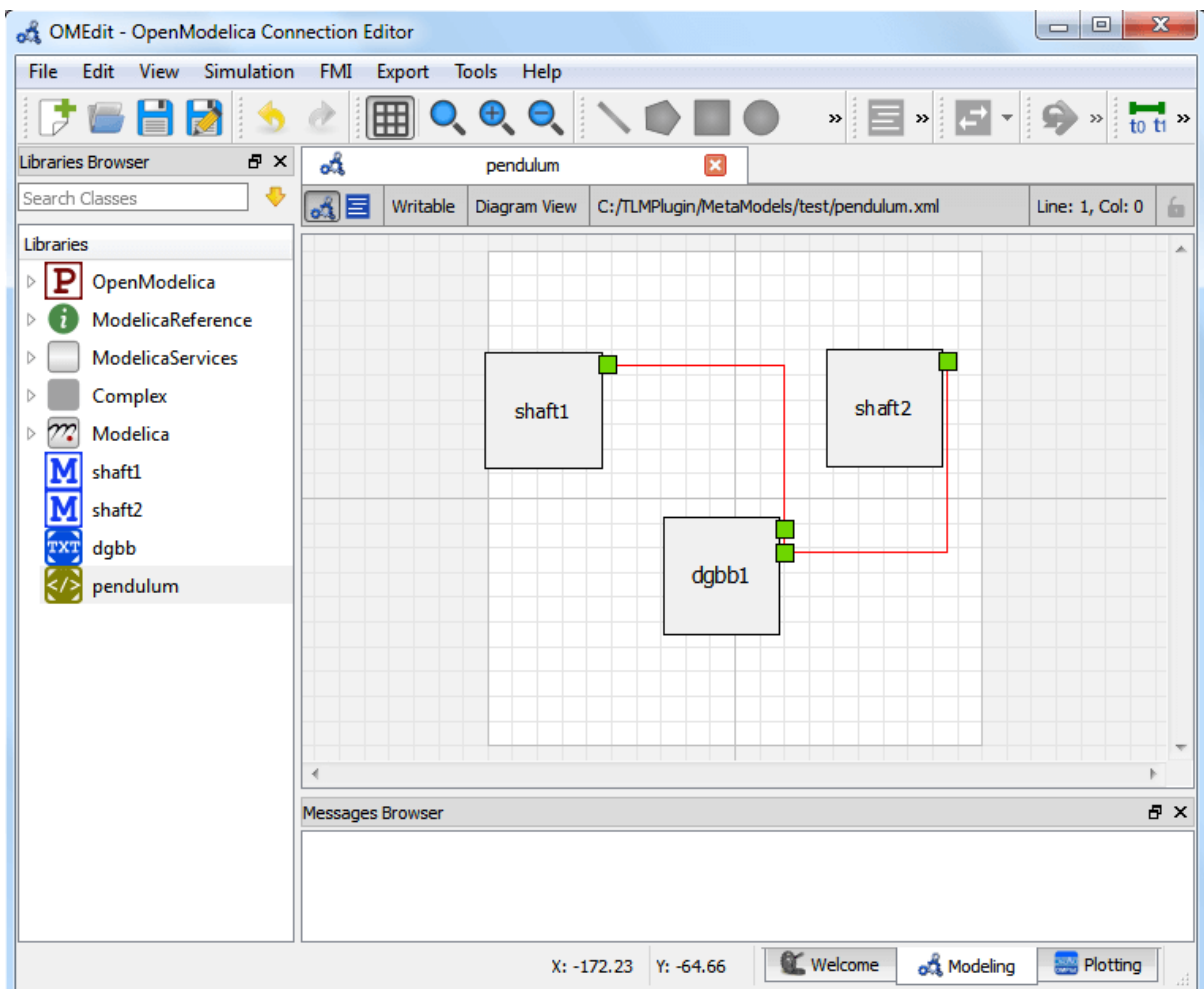 OMEdit - OpenModelica Connection Editor
File Edit View Simulation FMI Export Tools Help
t0 t1
Libraries Browser
pendulum
Search Classes
Writable Diagram View C:/TLMPlugin/MetaModels/test/pendulum.xml Line: 1, Col: 0
Libraries
P OpenModelica
i ModelicaReference
ModelicaServices
Complex
m Modelica
M shaft1
M shaft2
TXT dgbb
</> pendulum
shaft1
shaft2
dgbb1
Messages Browser
X: -172.23 Y: -64.66 Welcome Modeling Plotting